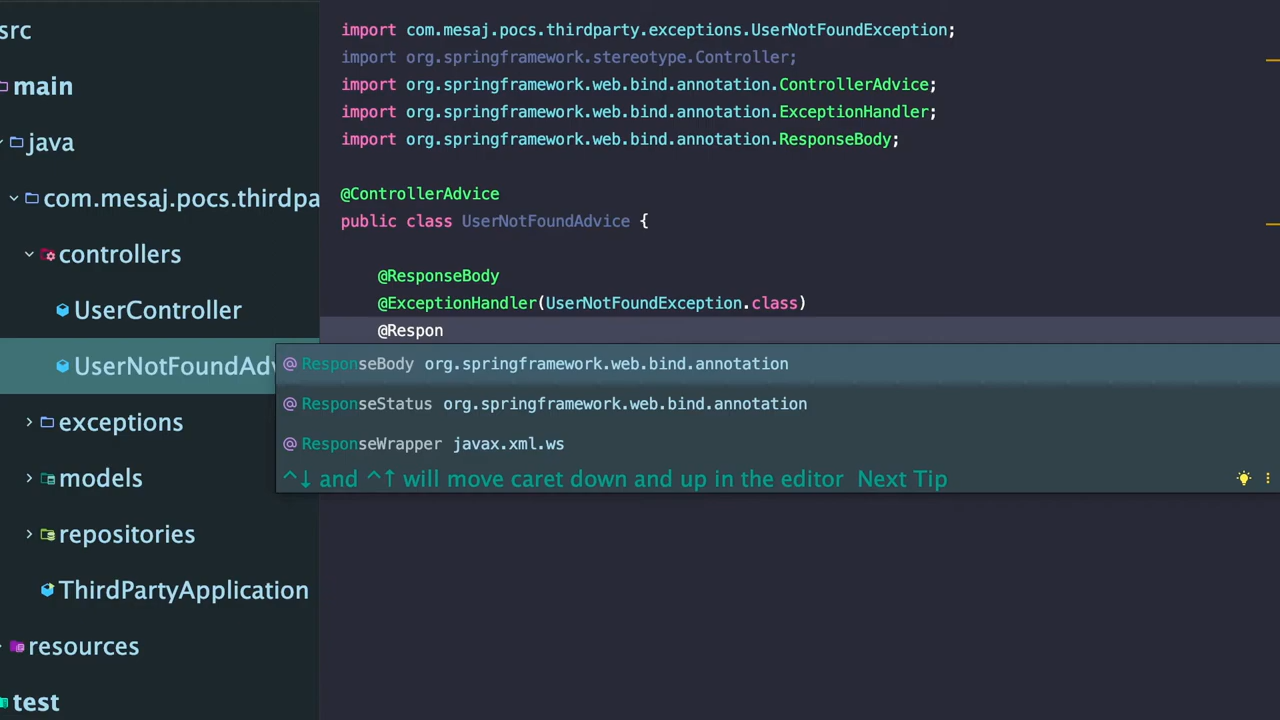 src
main
java
com.mesaj.pocs.thirdpa
controllers
UserController
UserNotFoundAdv
exceptions
models
repositories
ThirdPartyApplication
resources
test
import com.mesaj.pocs.thirdparty.exceptions.UserNotFoundException;
import org.springframework.stereotype.Controller;
import org.springframework.web.bind.annotation.ControllerAdvice;
import org.springframework.web.bind.annotation.ExceptionHandler;
import org.springframework.web.bind.annotation.ResponseBody;
@ControllerAdvice
public class UserNotFoundAdvice {
@ResponseBody
@ExceptionHandler(UserNotFoundException.class)
@Respon
@ ResponseBody org.springframework.web.bind.annotation
@ ResponseStatus org.springframework.web.bind.annotation
@ ResponseWrapper javax.xml.ws
^↓ and ^↑ will move caret down and up in the editor Next Tip